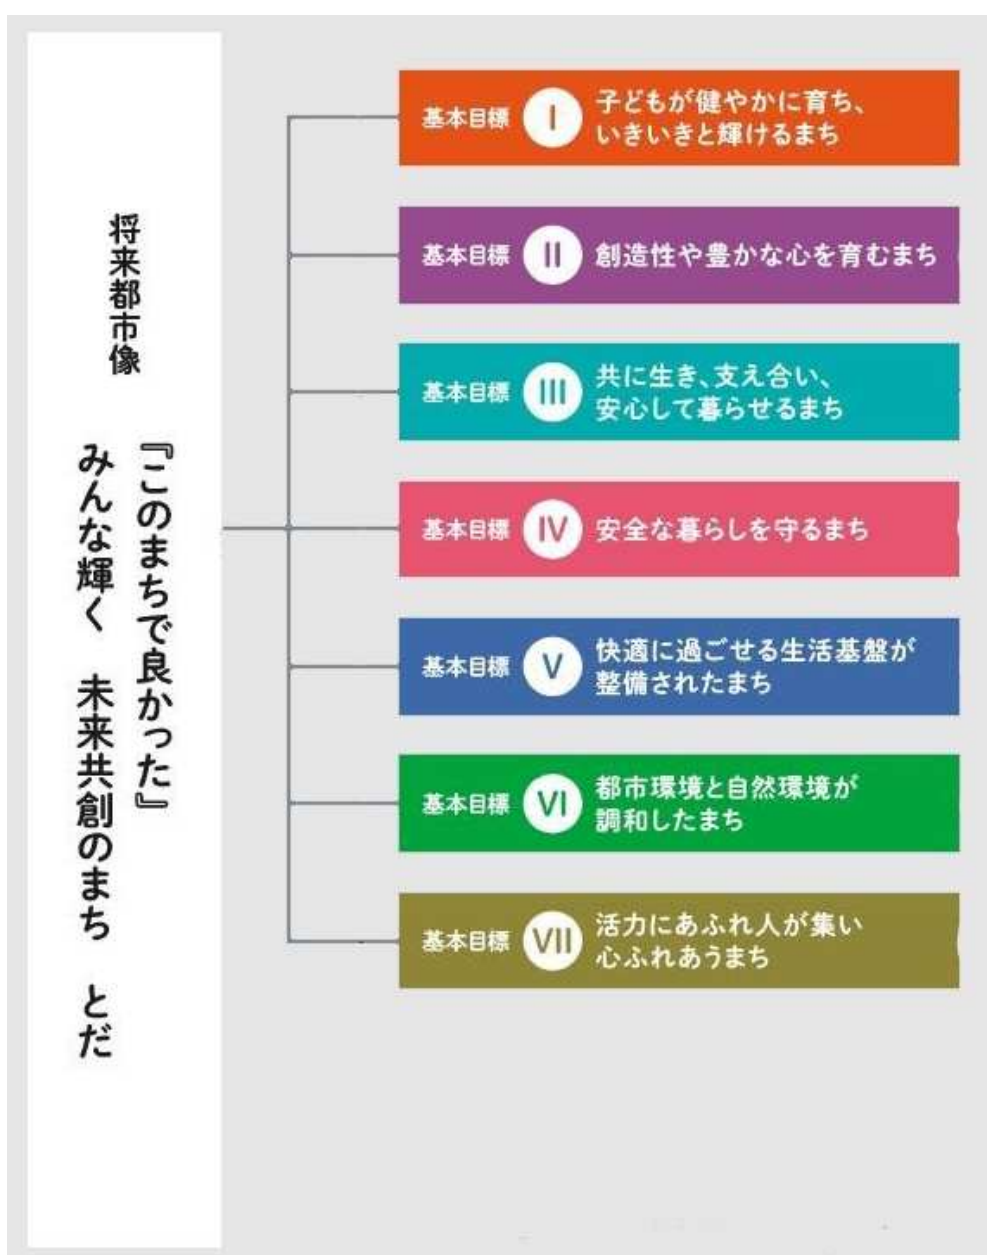 将来都市像
『このまちで良かった』
みんな輝く　未来共創のまち　とだ
基本目標 I 子どもが健やかに育ち、
いきいきと輝けるまち
基本目標 II 創造性や豊かな心を育むまち
基本目標 III 共に生き、支え合い、
安心して暮らせるまち
基本目標 IV 安全な暮らしを守るまち
基本目標 V 快適に過ごせる生活基盤が
整備されたまち
基本目標 VI 都市環境と自然環境が
調和したまち
基本目標 VII 活力にあふれ人が集い
心ふれあうまち